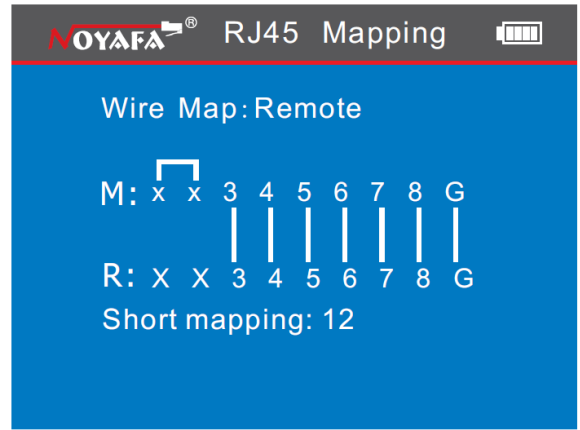 NOYAFA® RJ45 Mapping
Wire Map: Remote
M: x x 3 4 5 6 7 8 G
R: X X 3 4 5 6 7 8 G
Short mapping: 12